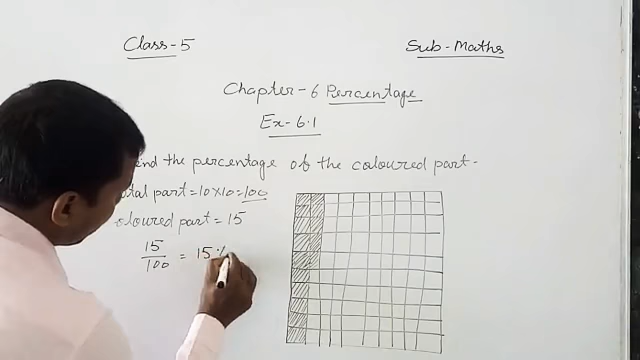 Class-5
Sub-Maths
Chapter-6 Percentage
Ex-6.1
the percentage of the coloured part-
part=10×10=100
part=15
15/100 = 15%